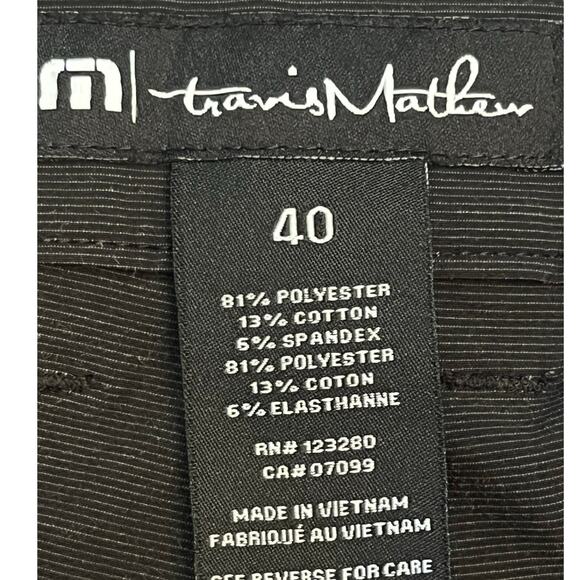 travisMathew
40
81% POLYESTER
13% COTTON
6% SPANDEX
81% POLYESTER
13% COTON
6% ELASTHANNE
RN# 123280
CA# 07099
MADE IN VIETNAM
FABRIQUÉ AU VIETNAM
SEE REVERSE FOR CARE